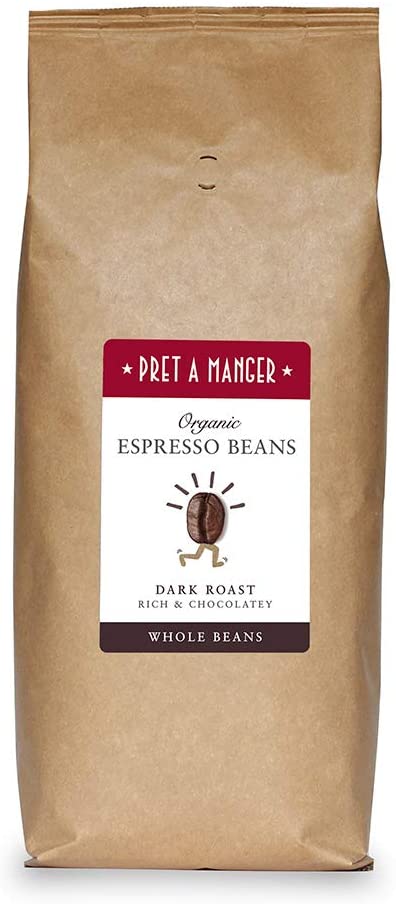 ★ PRET A MANGER ★
Organic
ESPRESSO BEANS
DARK ROAST
RICH & CHOCOLATEY
WHOLE BEANS